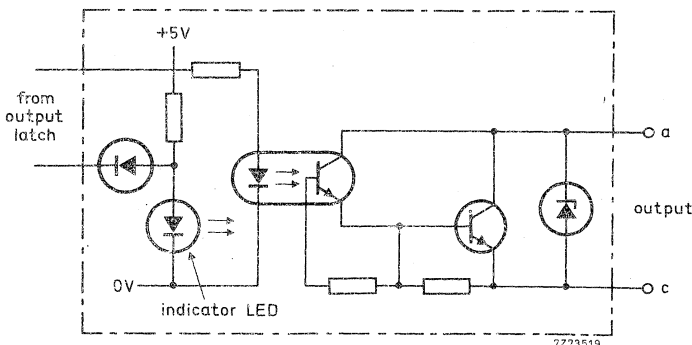 +5V
from
output
latch
a
output
c
0V
indicator LED
7Z73519